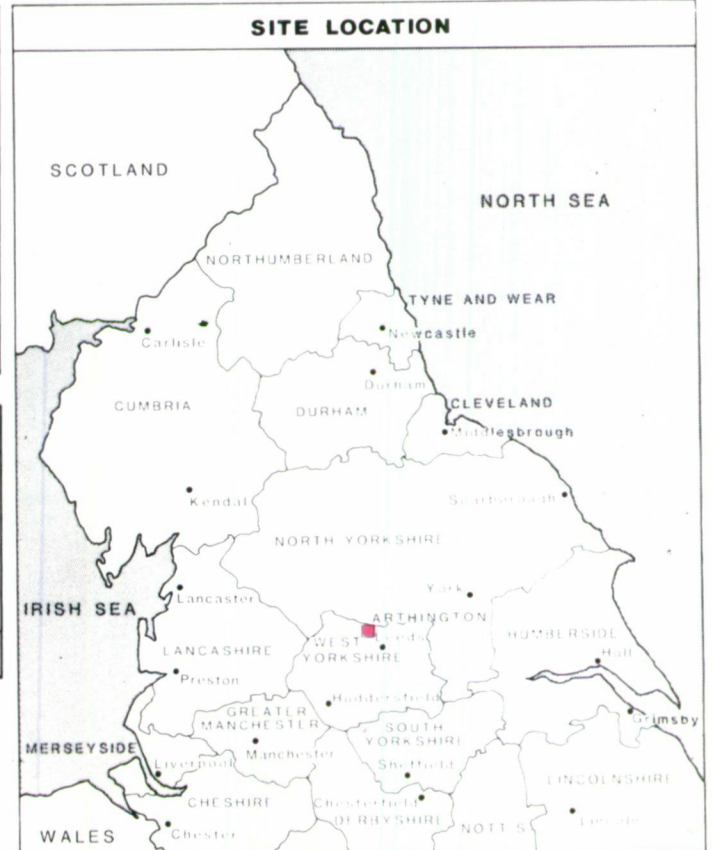 SITE LOCATION
SCOTLAND
NORTH SEA
NORTHUMBERLAND
TYNE AND WEAR
Newcastle
Carlisle
Durham
CUMBRIA
DURHAM
CLEVELAND
Middlesbrough
Kendal
Scarborough
NORTH YORKSHIRE
York
Lancaster
IRISH SEA
ARTHINGTON
Leeds
WEST
YORKSHIRE
HUMBERSIDE
Hull
LANCASHIRE
Preston
Huddersfield
GREATER
MANCHESTER
Grimsby
SOUTH
YORKSHIRE
MERSEYSIDE
Manchester
Liverpool
Sheffield
LINCOLNSHIRE
CHESHIRE
Chesterfield
DERBYSHIRE
NOTTS
Lincoln
WALES
Chester